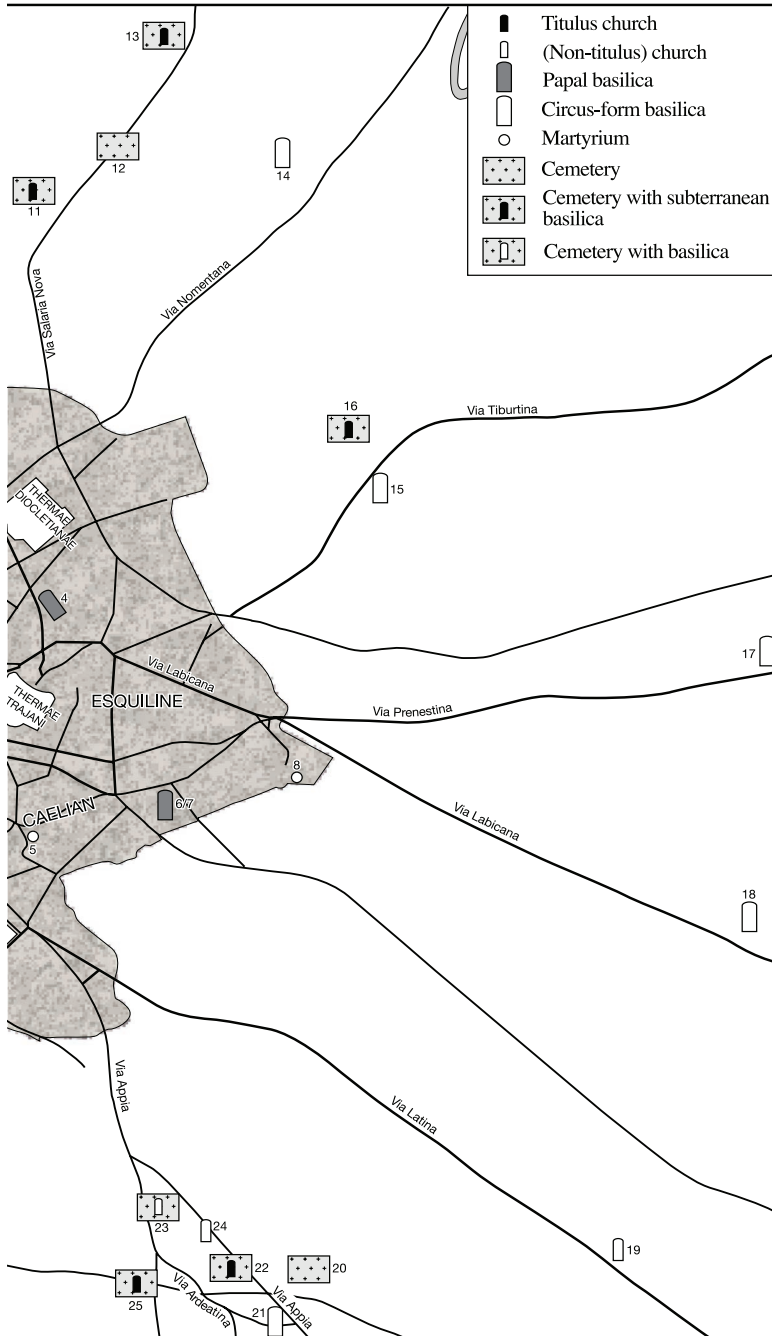 Titulus church
(Non-titulus) church
Papal basilica
Circus-form basilica
Martyrium
Cemetery
Cemetery with subterranean
basilica
Cemetery with basilica
13
12
14
11
Via Salaria Nova
Via Nomentana
16
Via Tiburtina
15
THERMAE
DIOCLETIANAE
4
17
Via Labicana
ESQUILINE
THERMAE
TRAJANI
Via Prenestina
8
6/7
CAELIAN
5
Via Labicana
18
Via Appia
Via Latina
23
24
19
22
20
25
Via Ardeatina
21
Via Appia